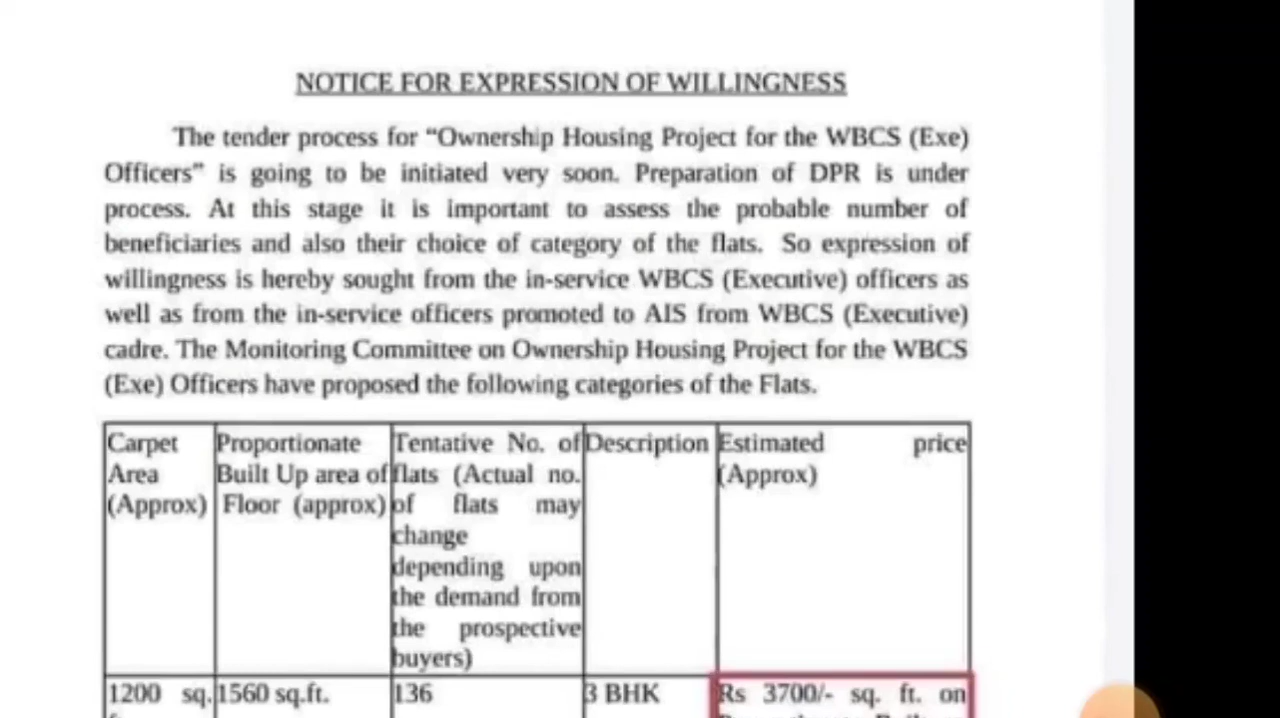 NOTICE FOR EXPRESSION OF WILLINGNESS
The tender process for “Ownership Housing Project for the WBCS (Exe)
Officers” is going to be initiated very soon. Preparation of DPR is under
process. At this stage it is important to assess the probable number of
beneficiaries and also their choice of category of the flats. So expression of
willingness is hereby sought from the in-service WBCS (Executive) officers as
well as from the in-service officers promoted to AIS from WBCS (Executive)
cadre. The Monitoring Committee on Ownership Housing Project for the WBCS
(Exe) Officers have proposed the following categories of the Flats.
Carpet
Area
(Approx)
Proportionate
Built Up area of
Floor (approx)
Tentative No. of
flats (Actual no.
of flats may
change
depending upon
the demand from
the prospective
buyers)
Description
Estimated price
(Approx)
1200 sq.
1560 sq.ft.
136
3 BHK
Rs 3700/- sq. ft. on